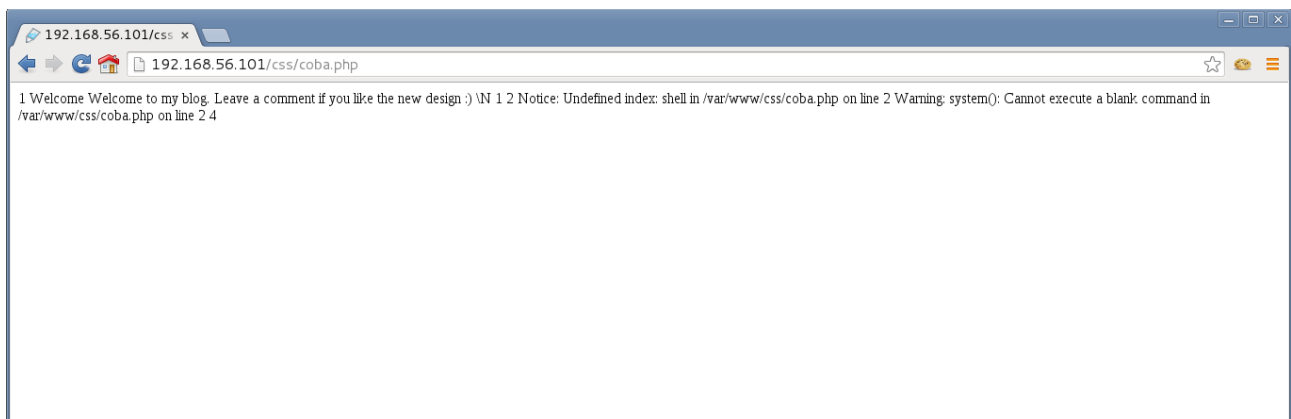 192.168.56.101/css
192.168.56.101/css/coba.php
1 Welcome Welcome to my blog. Leave a comment if you like the new design :) \N 1 2 Notice: Undefined index: shell in /var/www/css/coba.php on line 2 Warning: system(): Cannot execute a blank command in
/var/www/css/coba.php on line 2 4